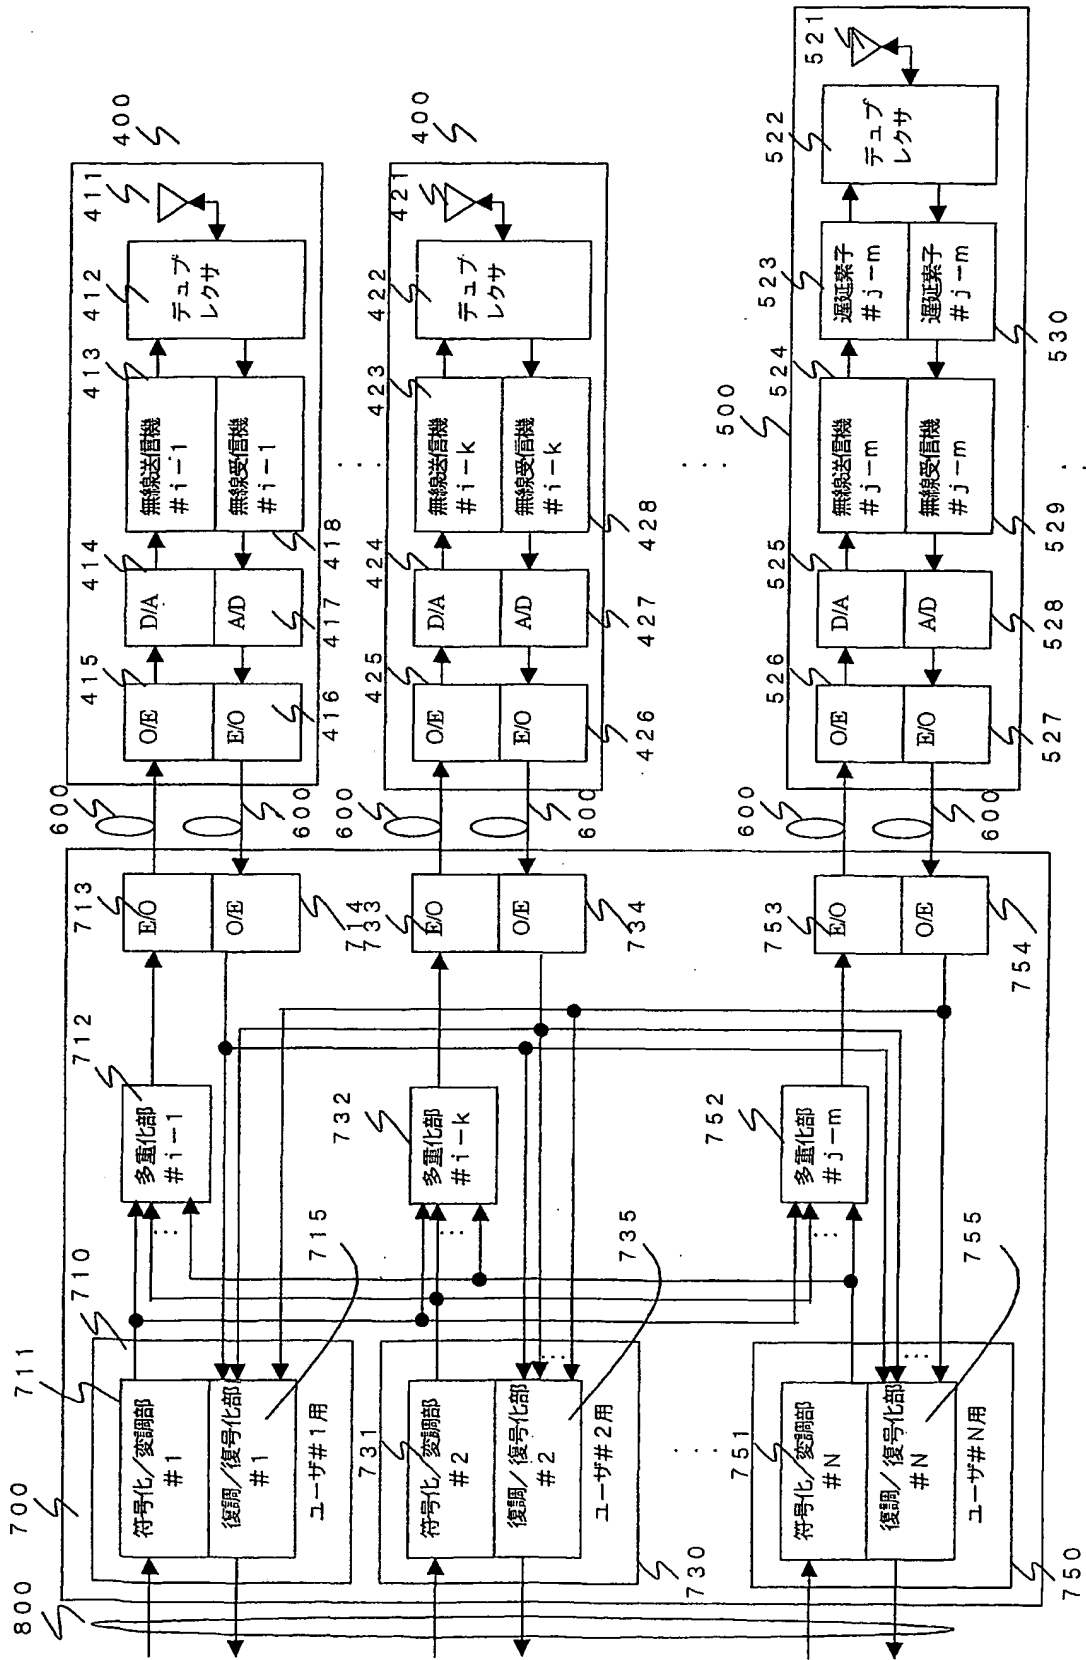 800
700
710
711
符号化／変調部
#1
復調／復号化部
#1
ユーザ#1用
715
712
多重化部
#i-1
713
E/O
O/E
714
600
600
400
415
O/E
E/O
416
414
D/A
A/D
417
413
無線送信機
#i-1
無線受信機
#i-1
418
412
デュプ
レクサ
411
731
符号化／変調部
#2
復調／復号化部
#2
ユーザ#2用
735
730
732
多重化部
#i-k
733
E/O
O/E
734
600
600
400
425
O/E
E/O
426
424
D/A
A/D
427
423
無線送信機
#i-k
無線受信機
#i-k
428
422
デュプ
レクサ
421
751
符号化／変調部
#N
復調／復号化部
#N
ユーザ#N用
755
750
752
多重化部
#j-m
753
E/O
O/E
754
600
600
500
526
O/E
E/O
527
525
D/A
A/D
528
524
無線送信機
#j-m
無線受信機
#j-m
529
523
遅延素子
#j-m
遅延素子
#j-m
530
522
デュプ
レクサ
521